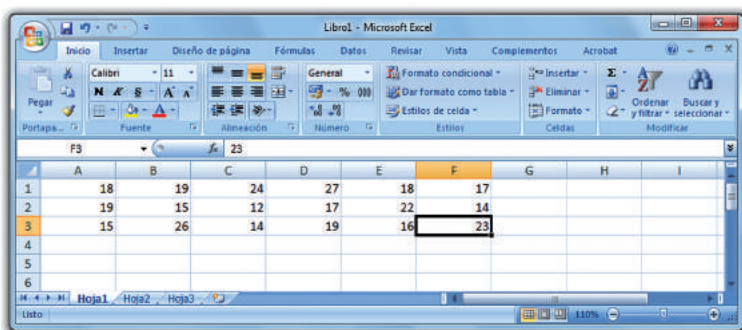 Libro1 - Microsoft Excel
Inicio Insertar Diseño de página Fórmulas Datos Revisar Vista Complementos Acrobat
Calibri 11 General Formato condicional Insertar Σ
Pegar N K S A A % 000 Dar formato como tabla Eliminar Ordenar y filtrar Buscar y seleccionar
A Estilos de celda Formato
Portapa... Fuente Alineación Número Estilos Celdas Modificar
F3 fx 23
A B C D E F G H I
1 18 19 24 27 18 17
2 19 15 12 17 22 14
3 15 26 14 19 16 23
4
5
6
Hoja1 Hoja2 Hoja3
Listo 110%